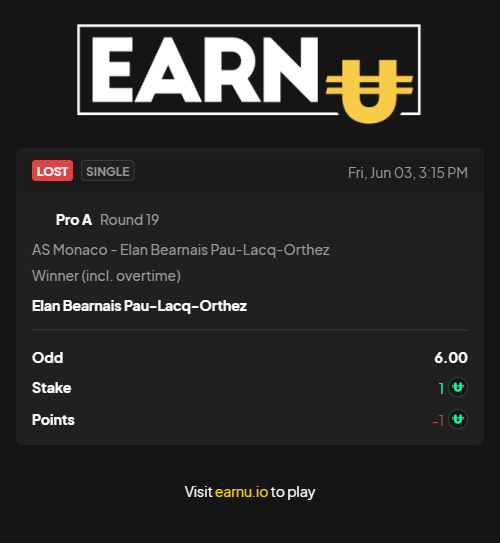 EARNU
LOST SINGLE Fri, Jun 03, 3:15 PM
Pro A Round 19
AS Monaco - Elan Bearnais Pau-Lacq-Orthez
Winner (incl. overtime)
Elan Bearnais Pau-Lacq-Orthez
Odd 6.00
Stake 1
Points -1
Visit earnu.io to play